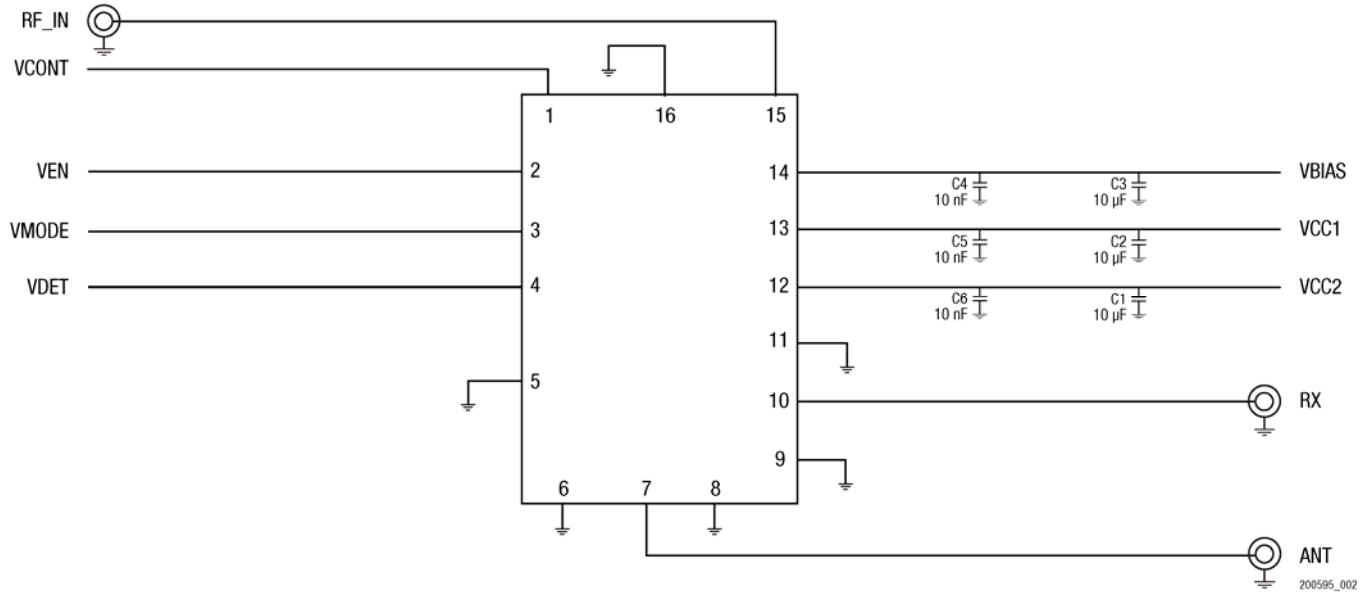 RF_IN
VCONT
1
16
15
VEN
2
14
C4
10 nF
C3
10 µF
VBIAS
VMODE
3
13
C5
10 nF
C2
10 µF
VCC1
VDET
4
12
C6
10 nF
C1
10 µF
VCC2
11
5
10
RX
9
6
7
8
ANT
200595_002